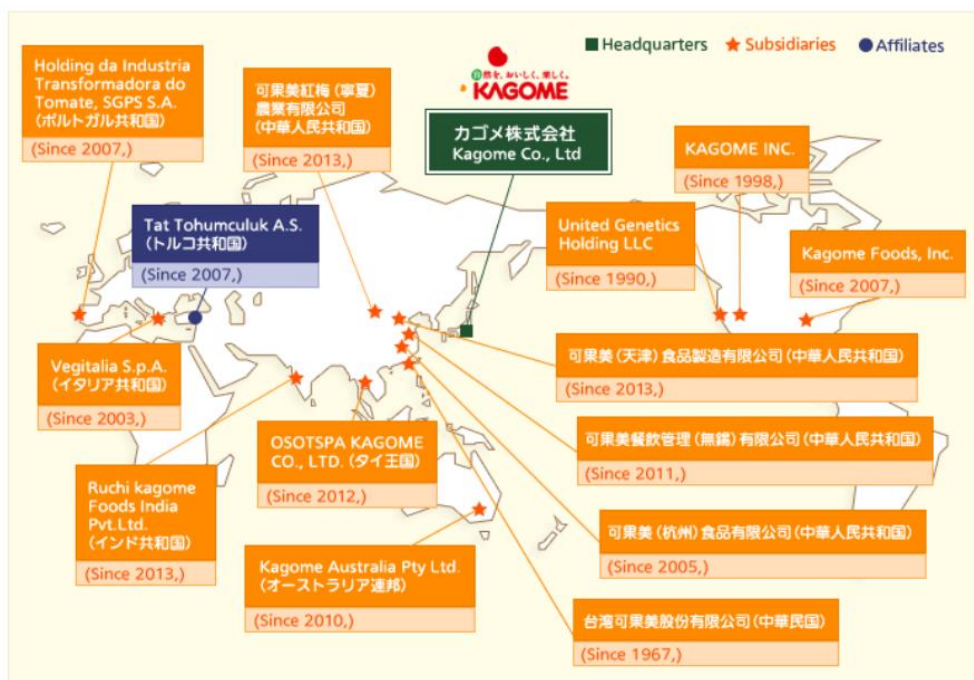 Headquarters
Subsidiaries
Affiliates
自然を、おいしく、楽しく。
KAGOME
カゴメ株式会社
Kagome Co., Ltd
Holding da Industria
Transformadora do
Tomate, SGPS S.A.
(ポルトガル共和国)
(Since 2007,)
可果美紅梅(寧夏)
農業有限公司
(中華人民共和国)
(Since 2013,)
KAGOME INC.
(Since 1998,)
Tat Tohumculuk A.S.
(トルコ共和国)
(Since 2007,)
United Genetics
Holding LLC
(Since 1990,)
Kagome Foods, Inc.
(Since 2007,)
Vegitalia S.p.A.
(イタリア共和国)
(Since 2003,)
可果美(天津)食品製造有限公司(中華人民共和国)
(Since 2013,)
OSOTSPA KAGOME
CO., LTD. (タイ王国)
(Since 2012,)
可果美餐飲管理(無錫)有限公司(中華人民共和国)
(Since 2011,)
Ruchi kagome
Foods India
Pvt.Ltd.
(インド共和国)
(Since 2013,)
可果美(杭州)食品有限公司(中華人民共和国)
(Since 2005,)
Kagome Australia Pty Ltd.
(オーストラリア連邦)
(Since 2010,)
台湾可果美股份有限公司(中華民国)
(Since 1967,)